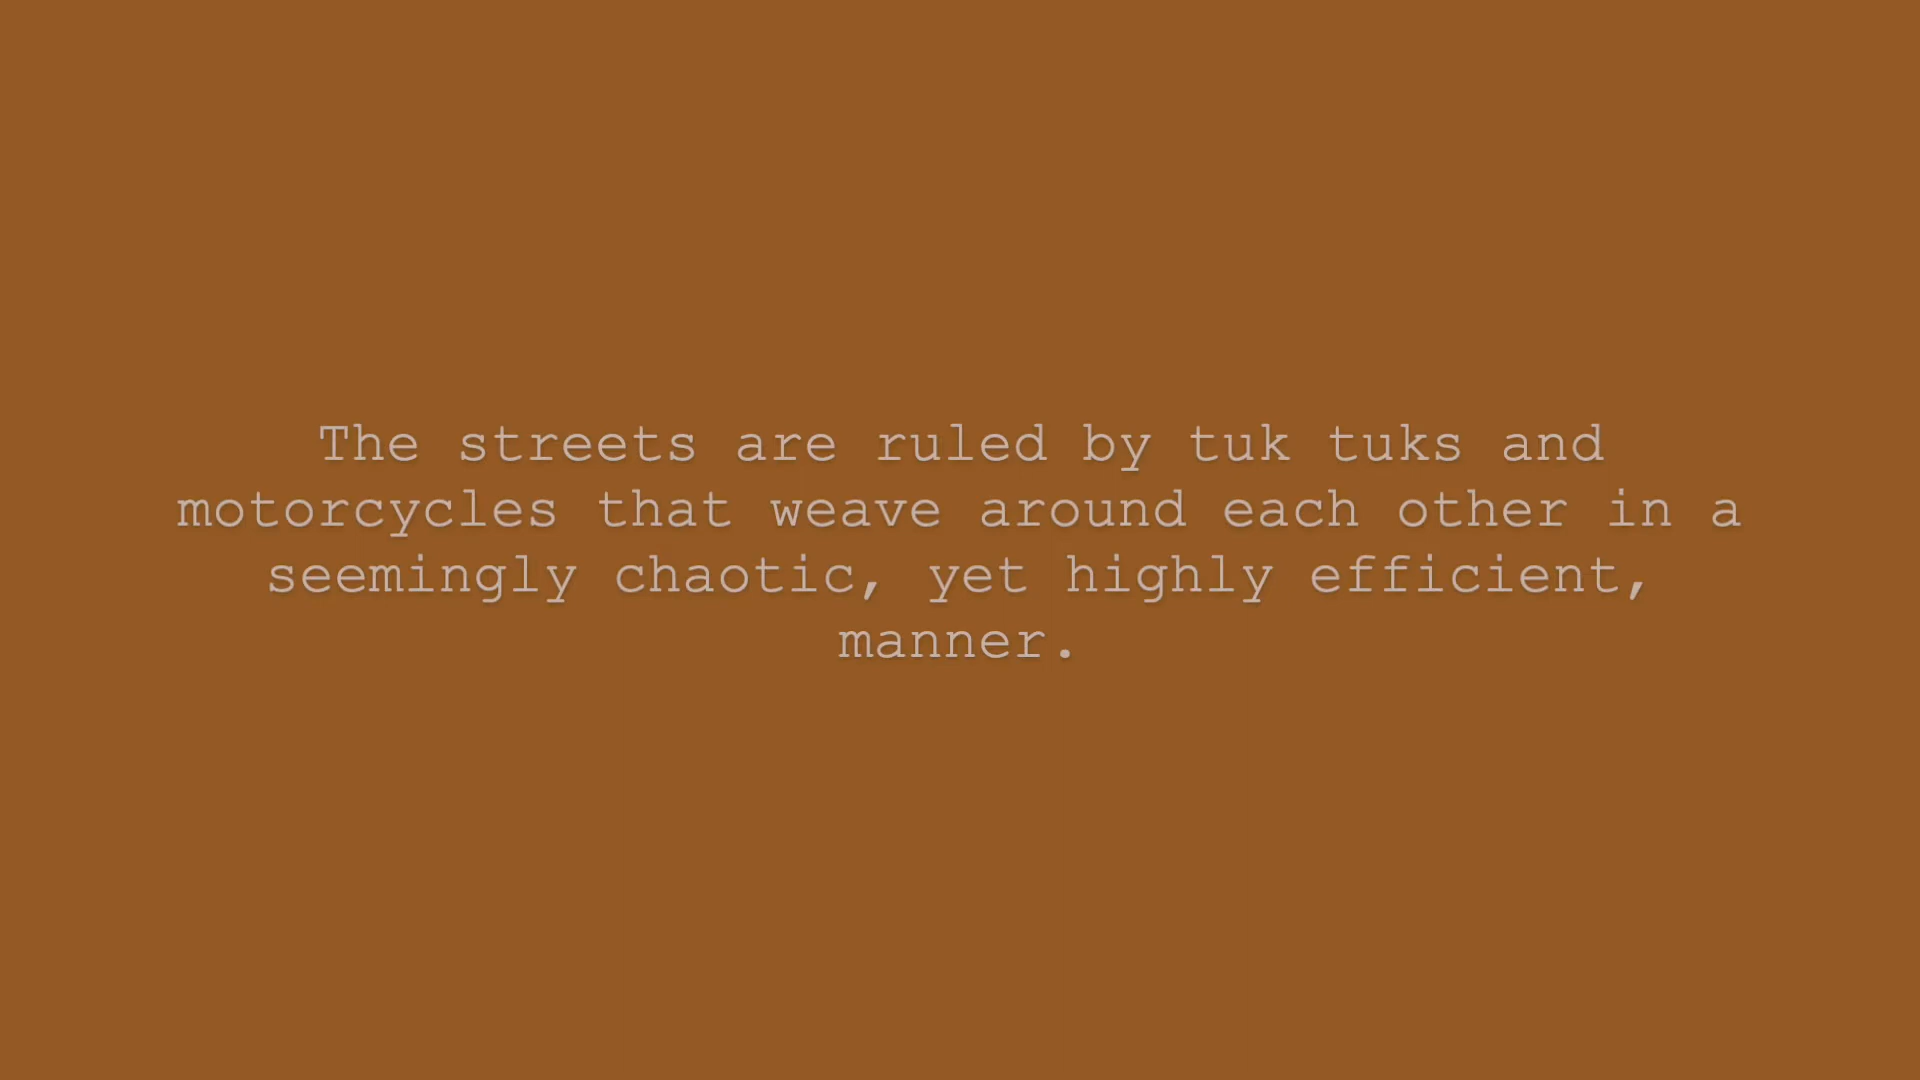 The streets are ruled by tuk tuks and
motorcycles that weave around each other in a
seemingly chaotic, yet highly efficient,
manner.